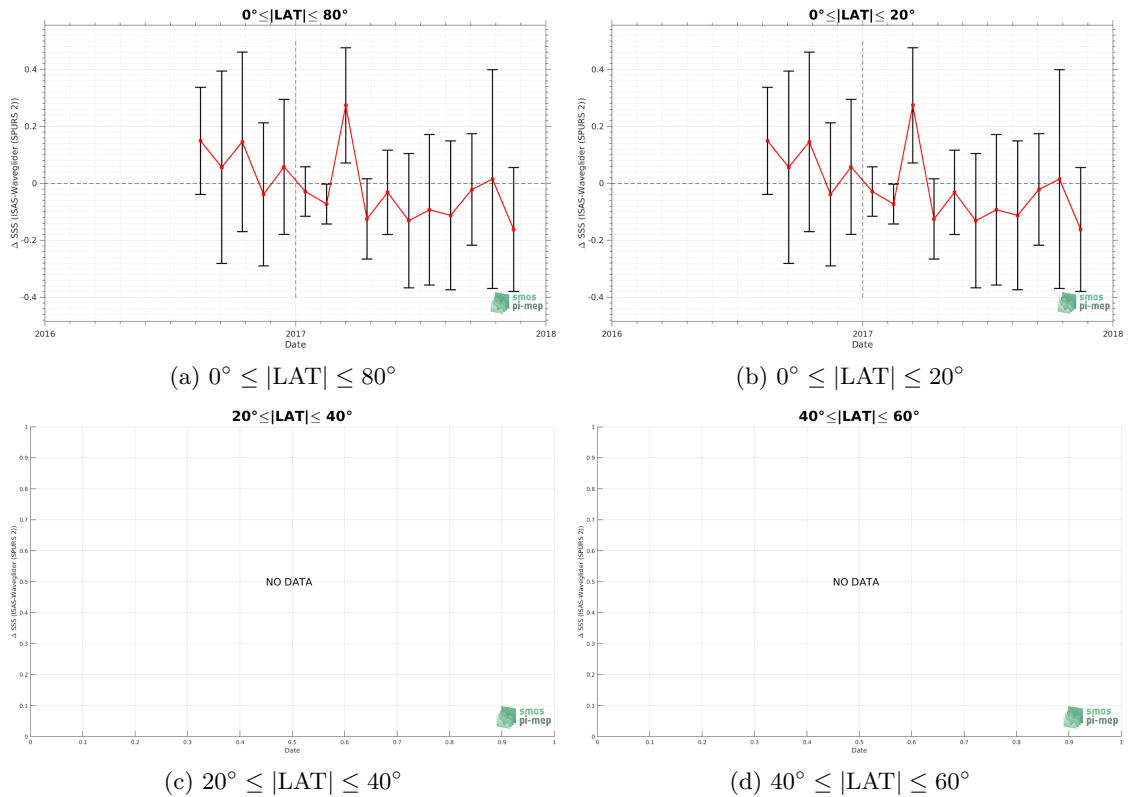 0°≤|LAT|≤ 80°
Δ SSS (ISAS-Waveglider (SPURS 2))
0.4
0.2
0
-0.2
-0.4
2016
2017
2018
Date
smos
pi-mep
(a) 0° ≤ |LAT| ≤ 80°
0°≤|LAT|≤ 20°
Δ SSS (ISAS-Waveglider (SPURS 2))
0.4
0.2
0
-0.2
-0.4
2016
2017
2018
Date
smos
pi-mep
(b) 0° ≤ |LAT| ≤ 20°
20°≤|LAT|≤ 40°
Δ SSS (ISAS-Waveglider (SPURS 2))
1
0.9
0.8
0.7
0.6
0.5
0.4
0.3
0.2
0.1
0
NO DATA
smos
pi-mep
0 0.1 0.2 0.3 0.4 0.5 0.6 0.7 0.8 0.9 1
Date
(c) 20° ≤ |LAT| ≤ 40°
40°≤|LAT|≤ 60°
Δ SSS (ISAS-Waveglider (SPURS 2))
1
0.9
0.8
0.7
0.6
0.5
0.4
0.3
0.2
0.1
0
NO DATA
smos
pi-mep
0 0.1 0.2 0.3 0.4 0.5 0.6 0.7 0.8 0.9 1
Date
(d) 40° ≤ |LAT| ≤ 60°